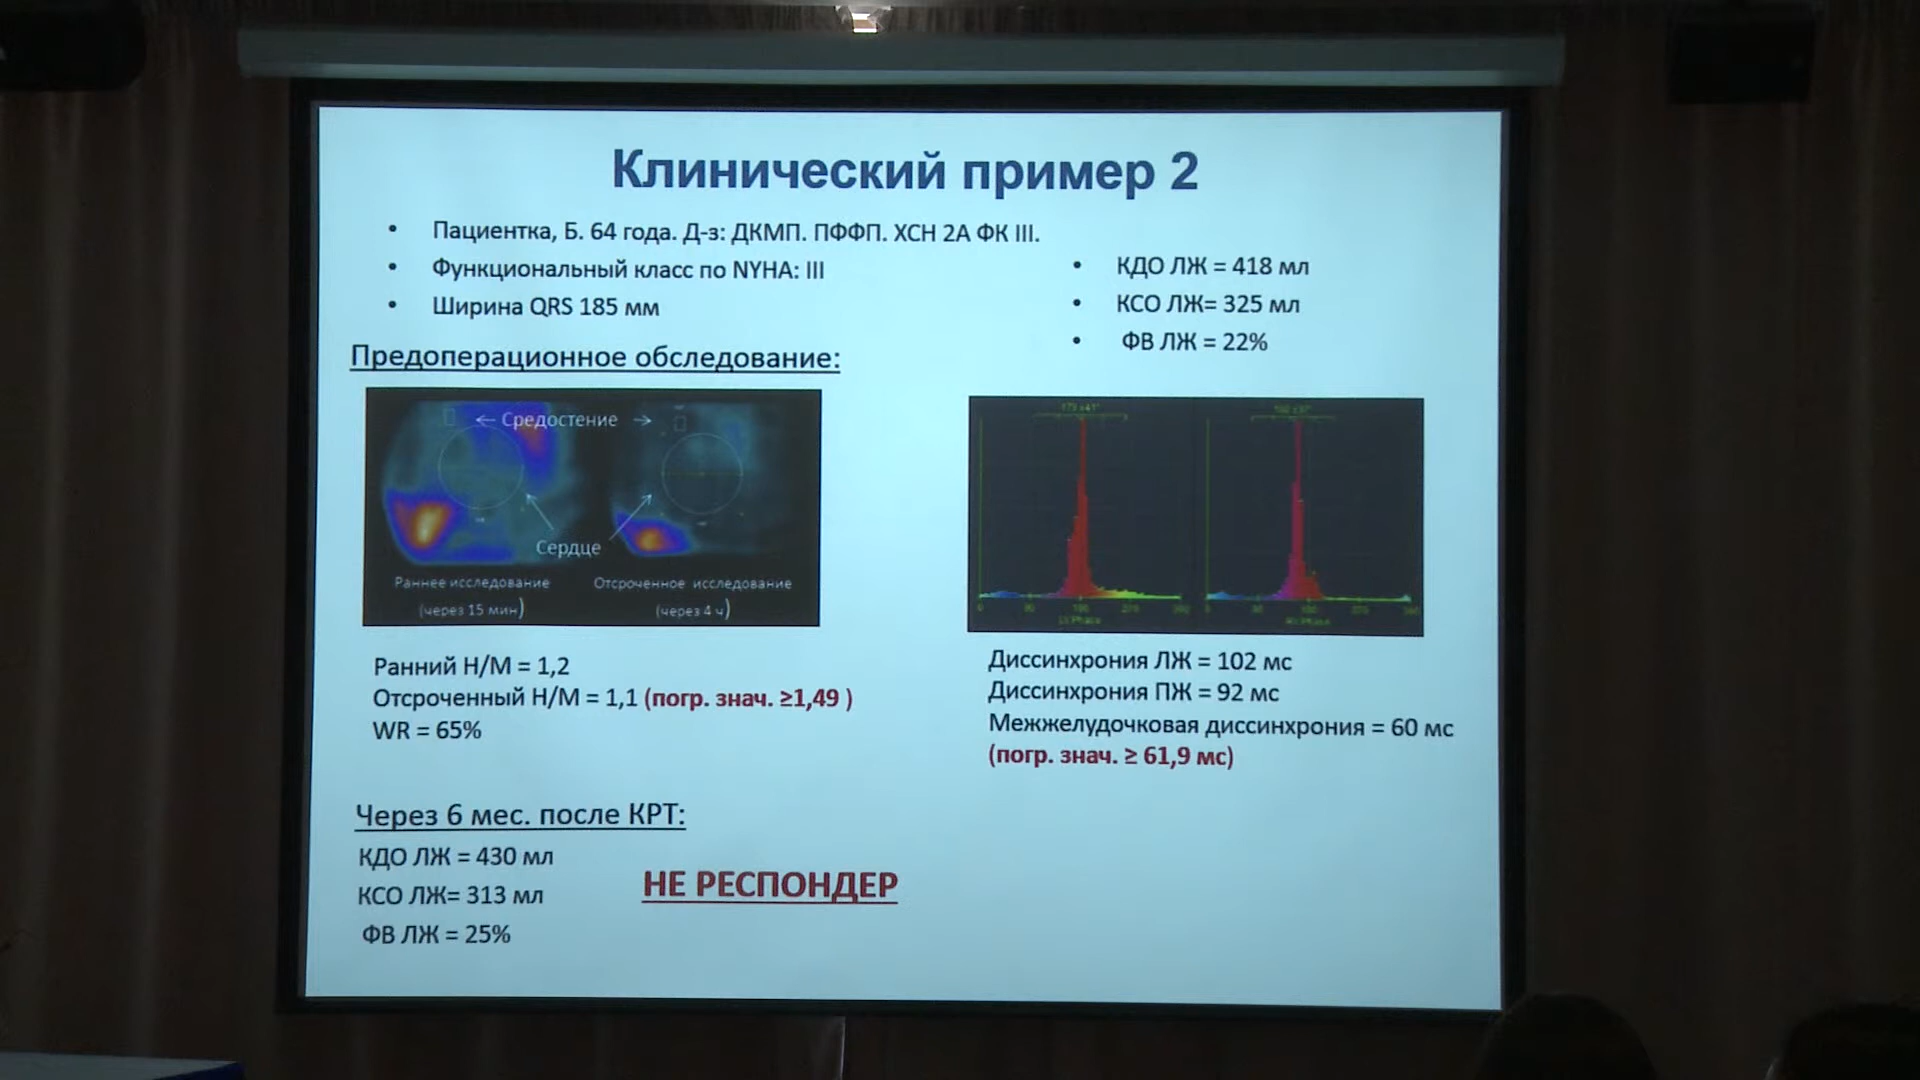 Клинический пример 2
• Пациентка, Б. 64 года. Д-з: ДКМП. ПФФП. ХСН 2А ФК III.
• Функциональный класс по NYHA: III
• Ширина QRS 185 мм
• КДО ЛЖ = 418 мл
• КСО ЛЖ= 325 мл
• ФВ ЛЖ = 22%
Предоперационное обследование:
← Средостение →
Сердце
Раннее исследование
(через 15 мин)
Отсроченное исследование
(через 4 ч)
Ранний Н/М = 1,2
Отсроченный Н/М = 1,1 (погр. знач. ≥1,49 )
WR = 65%
Диссинхрония ЛЖ = 102 мс
Диссинхрония ПЖ = 92 мс
Межжелудочковая диссинхрония = 60 мс
(погр. знач. ≥ 61,9 мс)
Через 6 мес. после КРТ:
КДО ЛЖ = 430 мл
КСО ЛЖ= 313 мл
ФВ ЛЖ = 25%
НЕ РЕСПОНДЕР